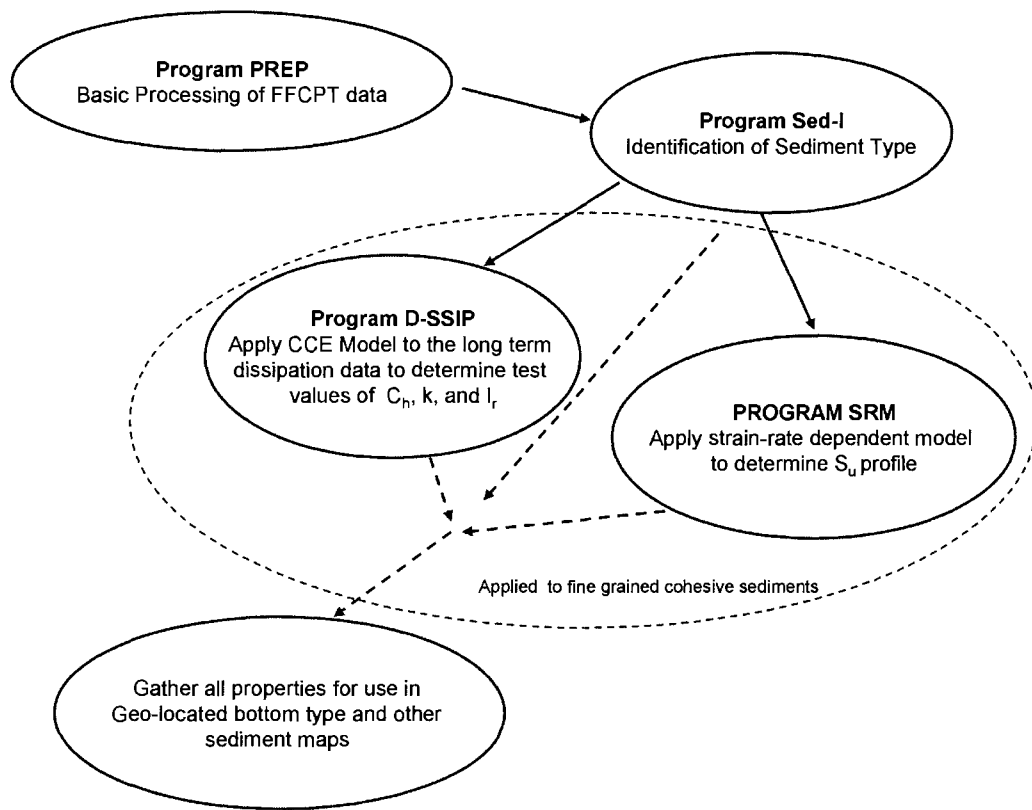 Program PREP
Basic Processing of FFCPT data
Program Sed-I
Identification of Sediment Type
Program D-SSIP
Apply CCE Model to the long term
dissipation data to determine test
values of Ch, k, and Ir
PROGRAM SRM
Apply strain-rate dependent model
to determine Su profile
Applied to fine grained cohesive sediments
Gather all properties for use in
Geo-located bottom type and other
sediment maps